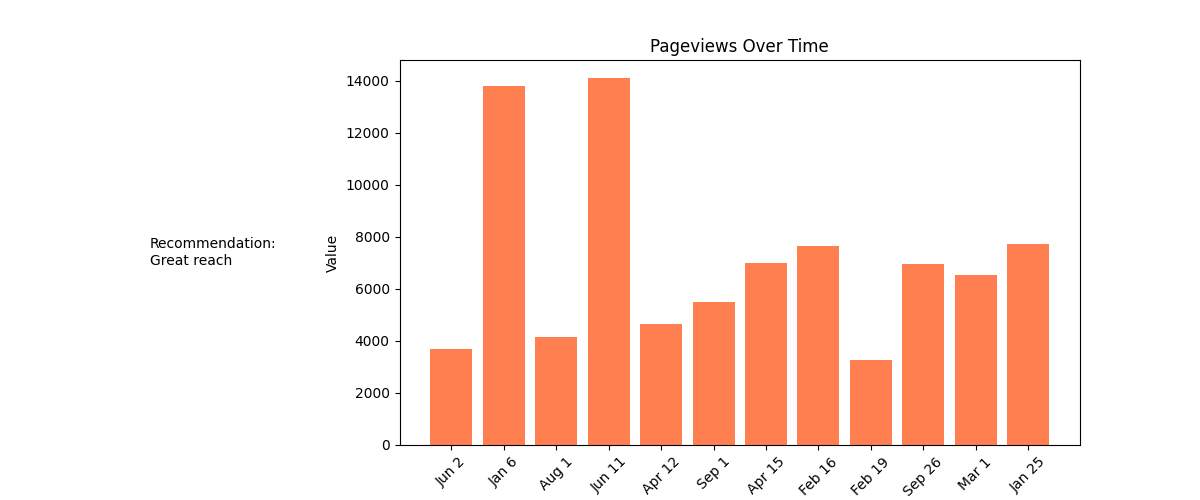 Pageviews Over Time
Recommendation:
Great reach
Value
14000
12000
10000
8000
6000
4000
2000
0
Jun 2
Jan 6
Aug 1
Jun 11
Apr 12
Sep 1
Apr 15
Feb 16
Feb 19
Sep 26
Mar 1
Jan 25